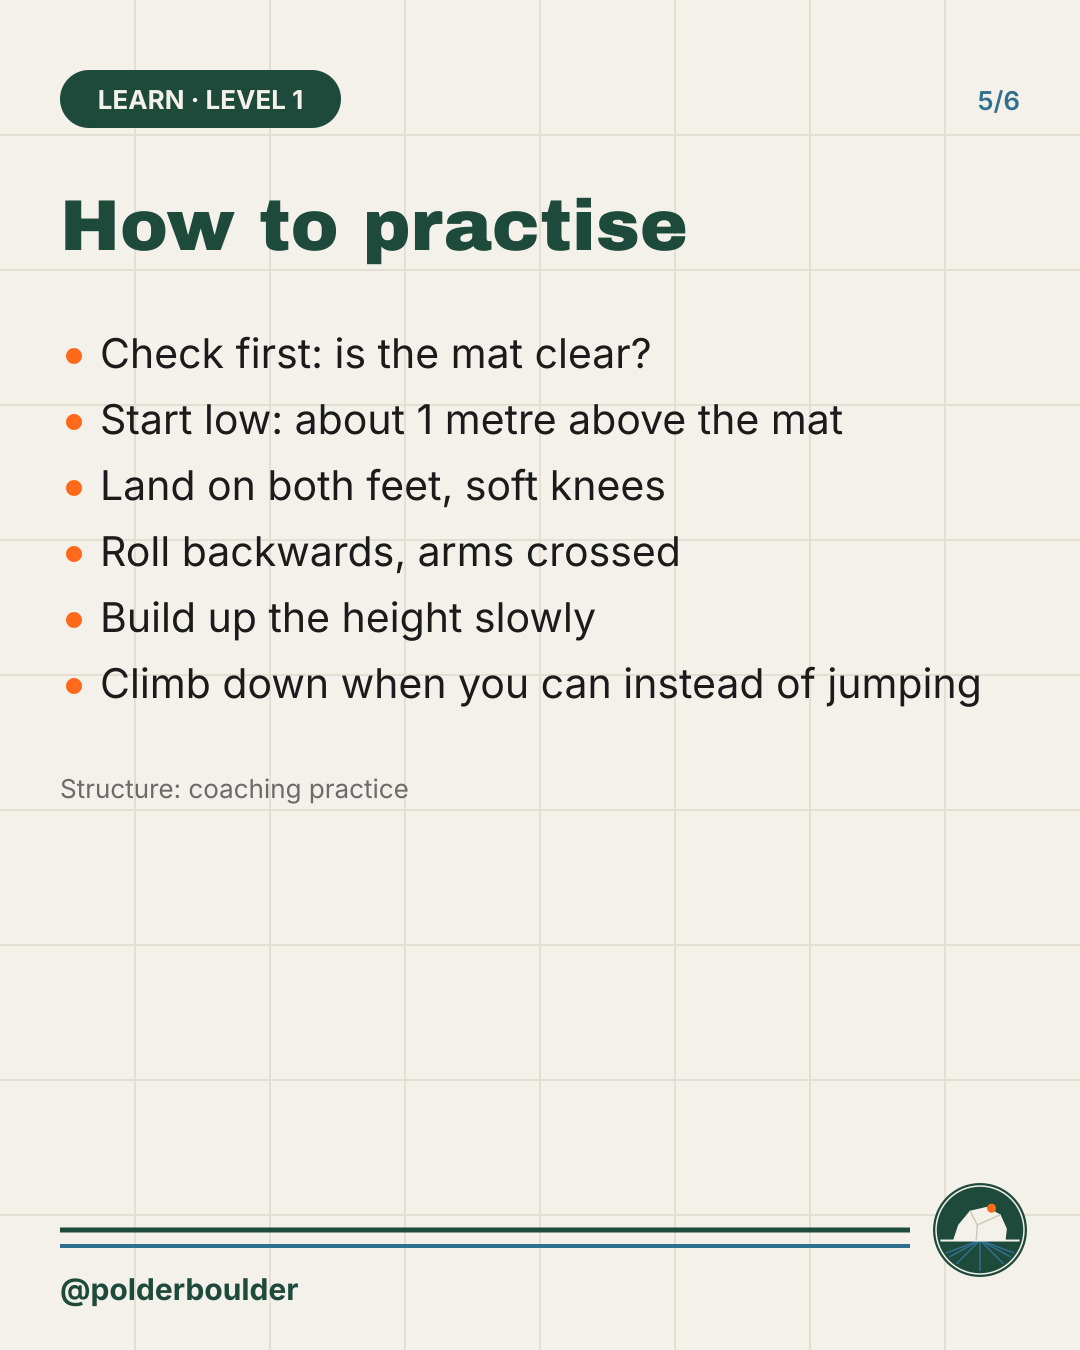 LEARN · LEVEL 1
5/6
How to practise
• Check first: is the mat clear?
• Start low: about 1 metre above the mat
• Land on both feet, soft knees
• Roll backwards, arms crossed
• Build up the height slowly
• Climb down when you can instead of jumping
Structure: coaching practice
@polderboulder